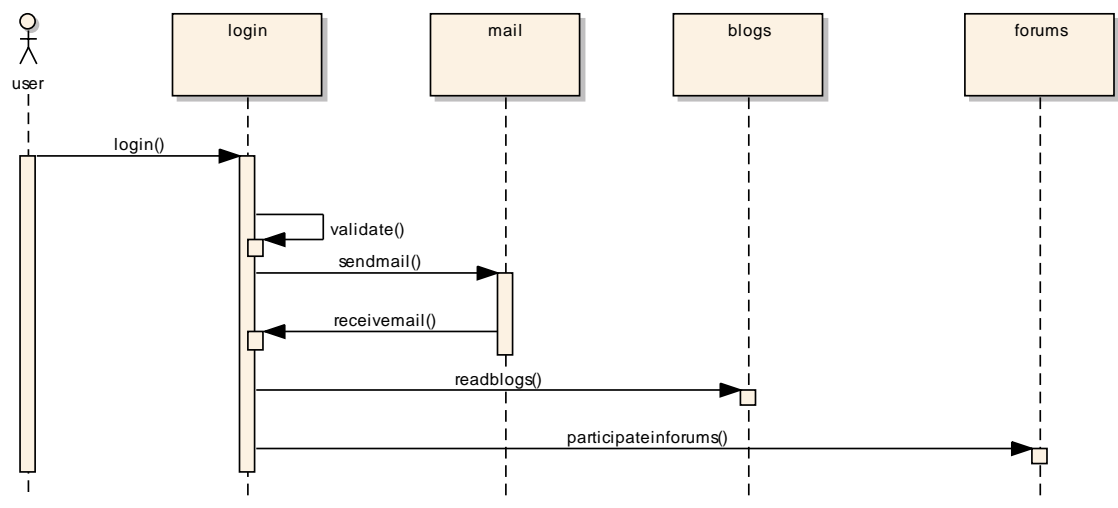 login
mail
blogs
forums
user
login()
validate()
sendmail()
receivemail()
readblogs()
participateinforums()